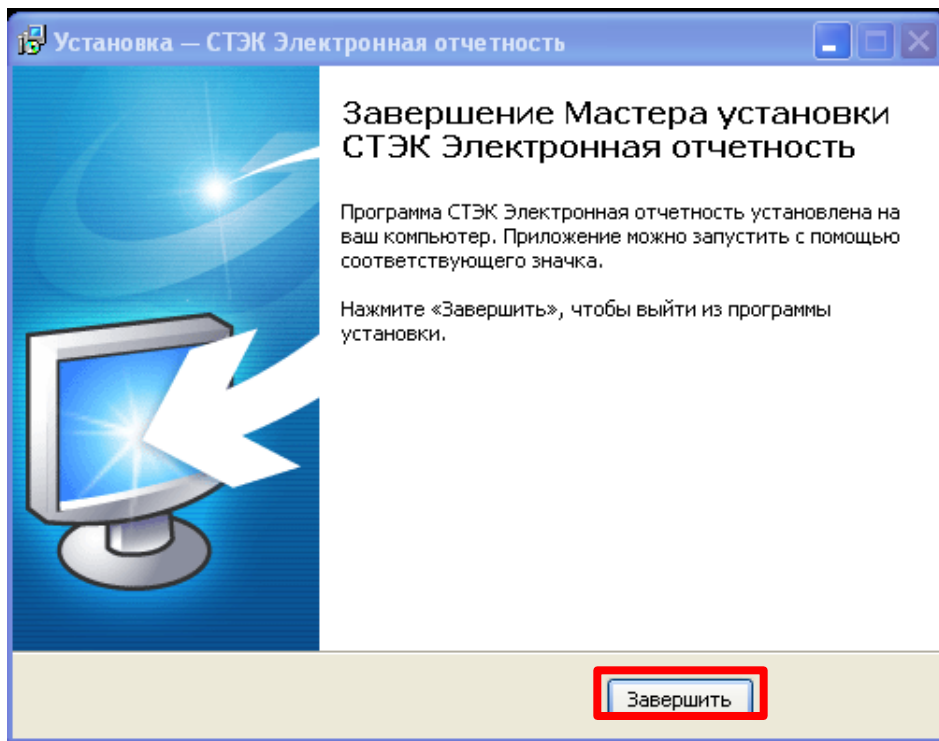 Установка — СТЭК Электронная отчетность
Завершение Мастера установки
СТЭК Электронная отчетность
Программа СТЭК Электронная отчетность установлена на
ваш компьютер. Приложение можно запустить с помощью
соответствующего значка.
Нажмите «Завершить», чтобы выйти из программы
установки.
Завершить